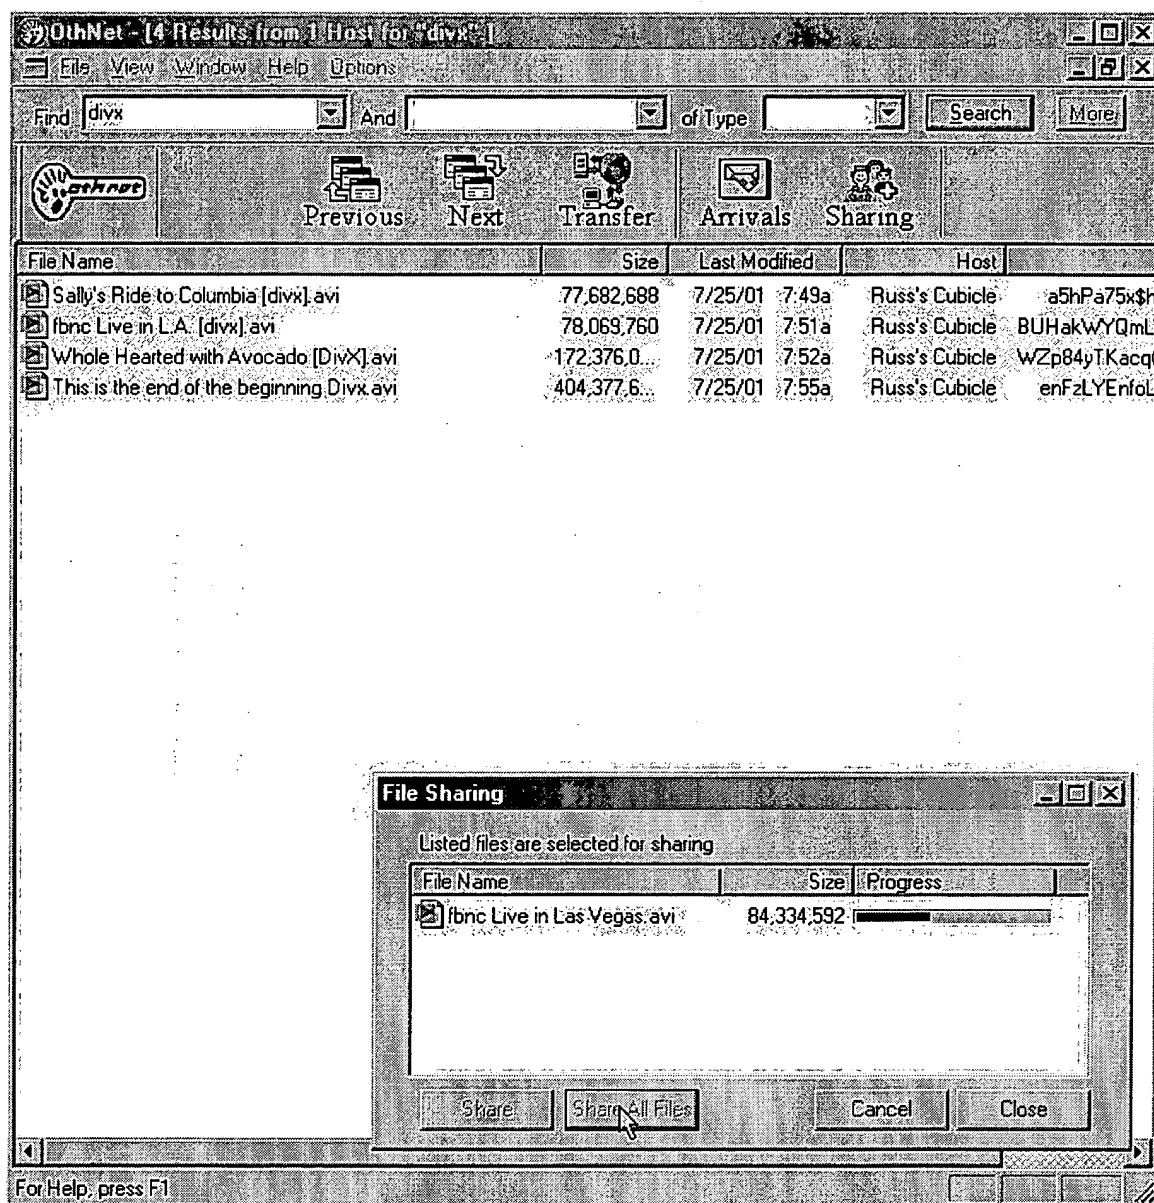 OthNet - [4 Results from 1 Host for "divx" ]
File View Window Help Options
Find divx And of Type Search More
othnet Previous Next Transfer Arrivals Sharing
File Name Size Last Modified Host
Sally's Ride to Columbia [divx].avi 77,682,688 7/25/01 7:49a Russ's Cubicle a5hPa75x$h
fbnc Live in L.A. [divx].avi 78,069,760 7/25/01 7:51a Russ's Cubicle BUHakWYQmL
Whole Hearted with Avocado [DivX].avi 172,376,0... 7/25/01 7:52a Russ's Cubicle WZp84yTKacq
This is the end of the beginning Divx.avi 404,377,6... 7/25/01 7:55a Russ's Cubicle enFzLYEnfoL
File Sharing
Listed files are selected for sharing
File Name Size Progress
fbnc Live in Las Vegas.avi 84,334,592
Share Share All Files Cancel Close
For Help, press F1